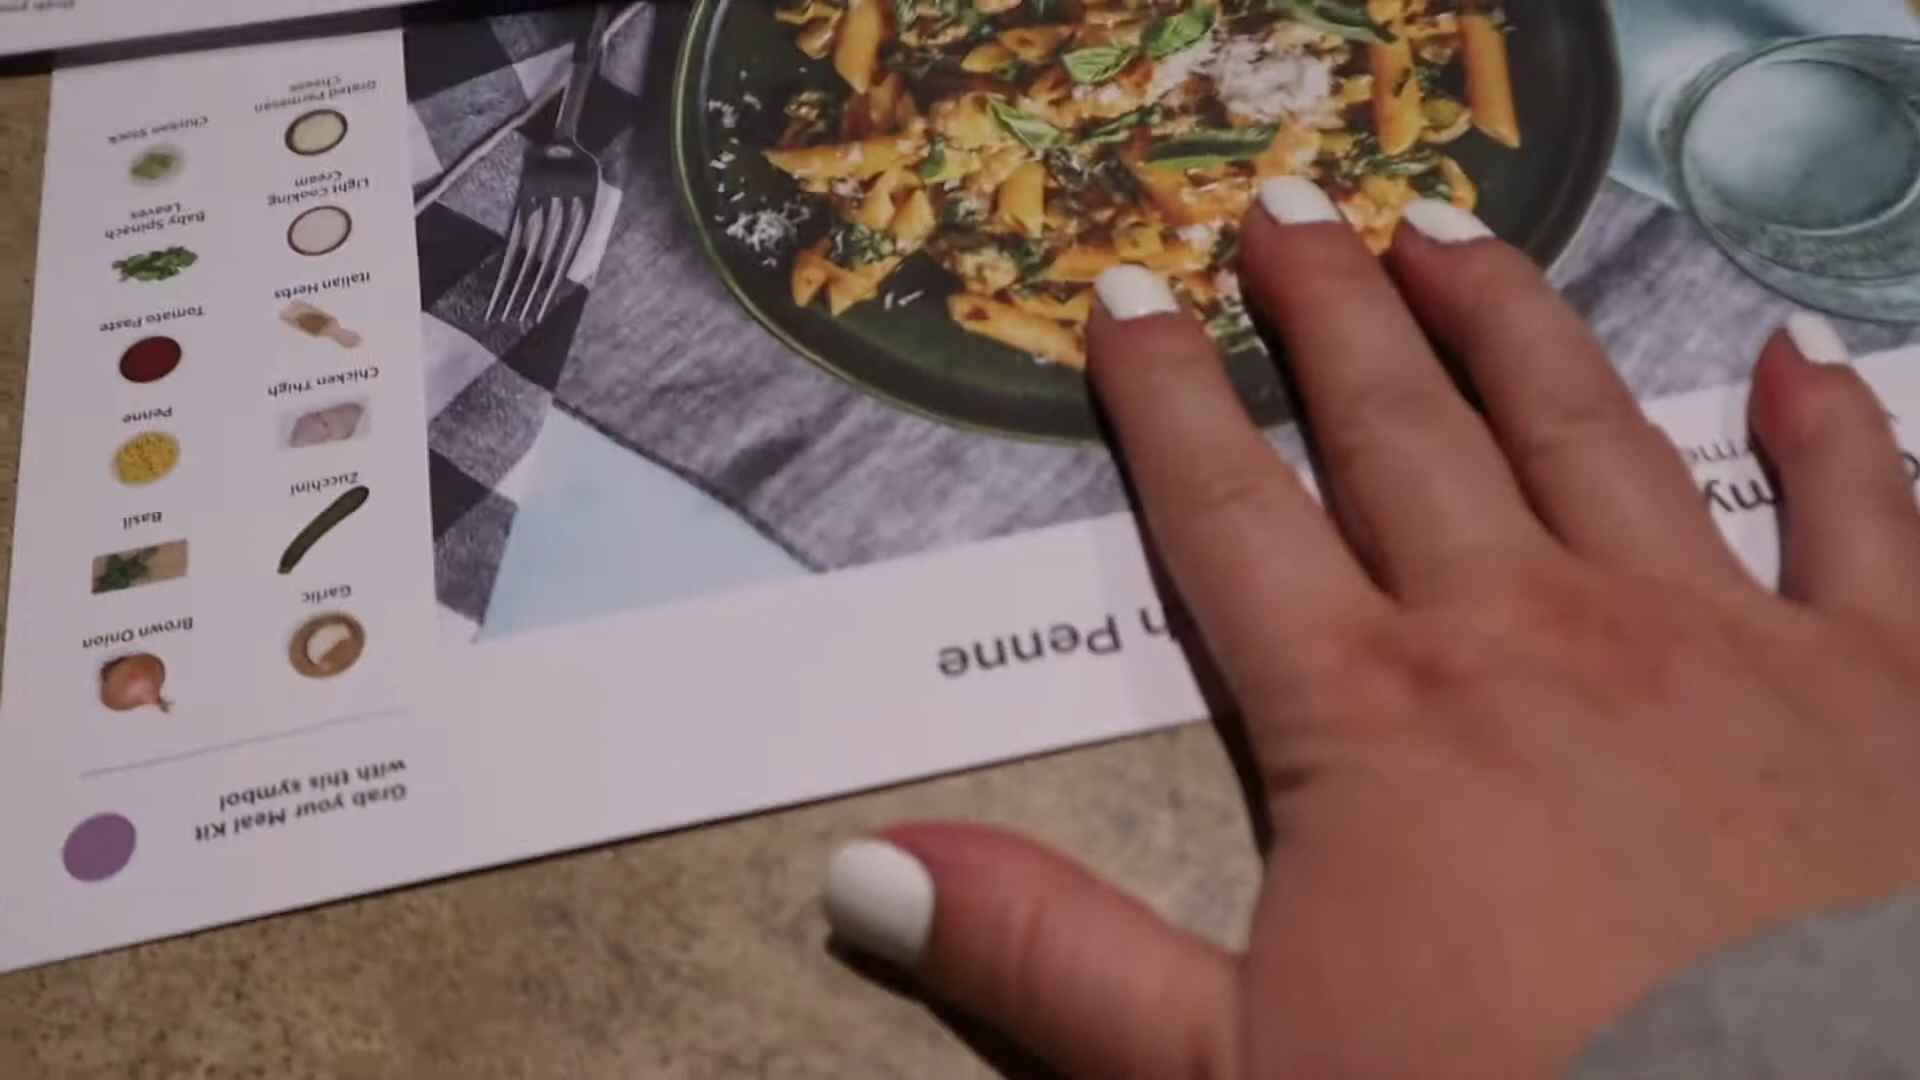 Penne
Grab your Meal Kit
with this symbol
Garlic
Brown Onion
Zucchini
Basil
Chicken Thigh
Penne
Italian Herbs
Tomato Paste
Light Cooking
Cream
Baby Spinach
Leaves
Grated Parmesan
Cheese
Chicken Stock